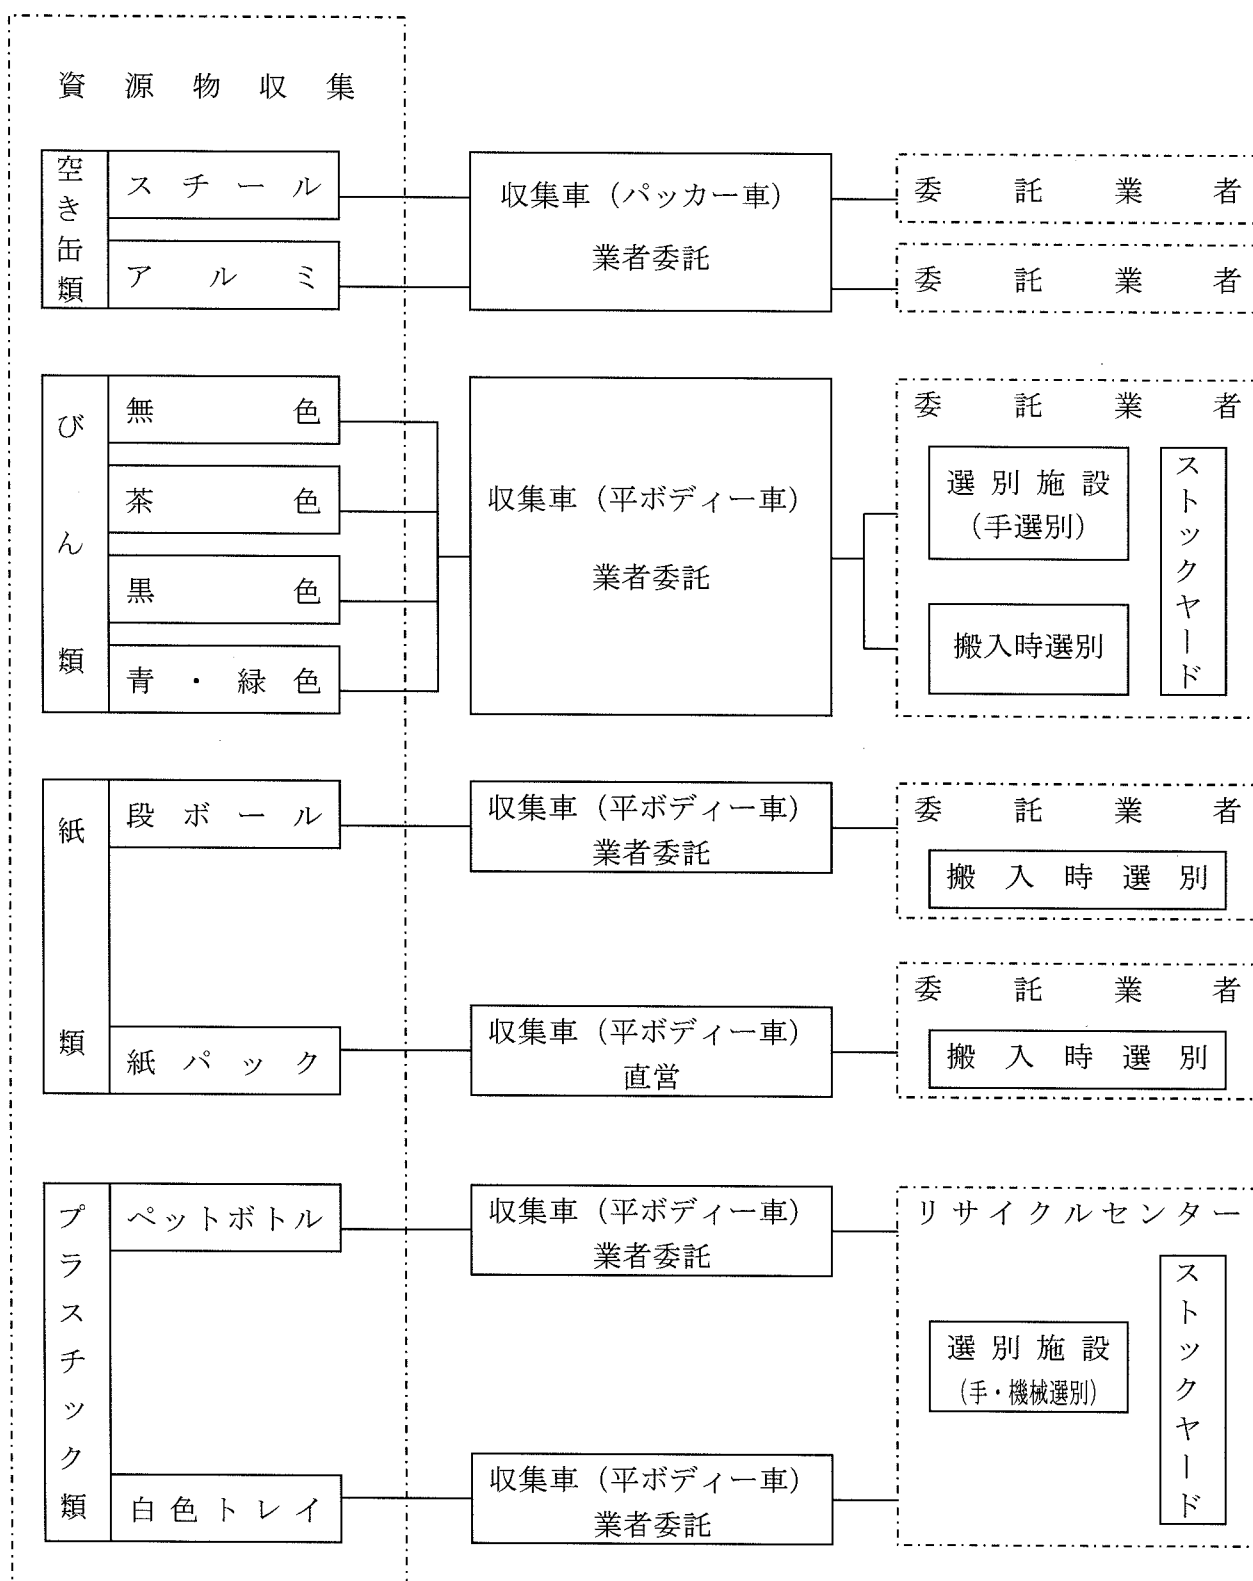 資源物収集
空き缶類
スチール
アルミ
収集車（パッカー車）
業者委託
委託業者
委託業者
びん類
無色
茶色
黒色
青・緑色
収集車（平ボディー車）
業者委託
委託業者
選別施設
（手選別）
搬入時選別
ストックヤード
紙類
段ボール
収集車（平ボディー車）
業者委託
委託業者
搬入時選別
紙パック
収集車（平ボディー車）
直営
委託業者
搬入時選別
プラスチック類
ペットボトル
収集車（平ボディー車）
業者委託
リサイクルセンター
選別施設
（手・機械選別）
ストックヤード
白色トレイ
収集車（平ボディー車）
業者委託